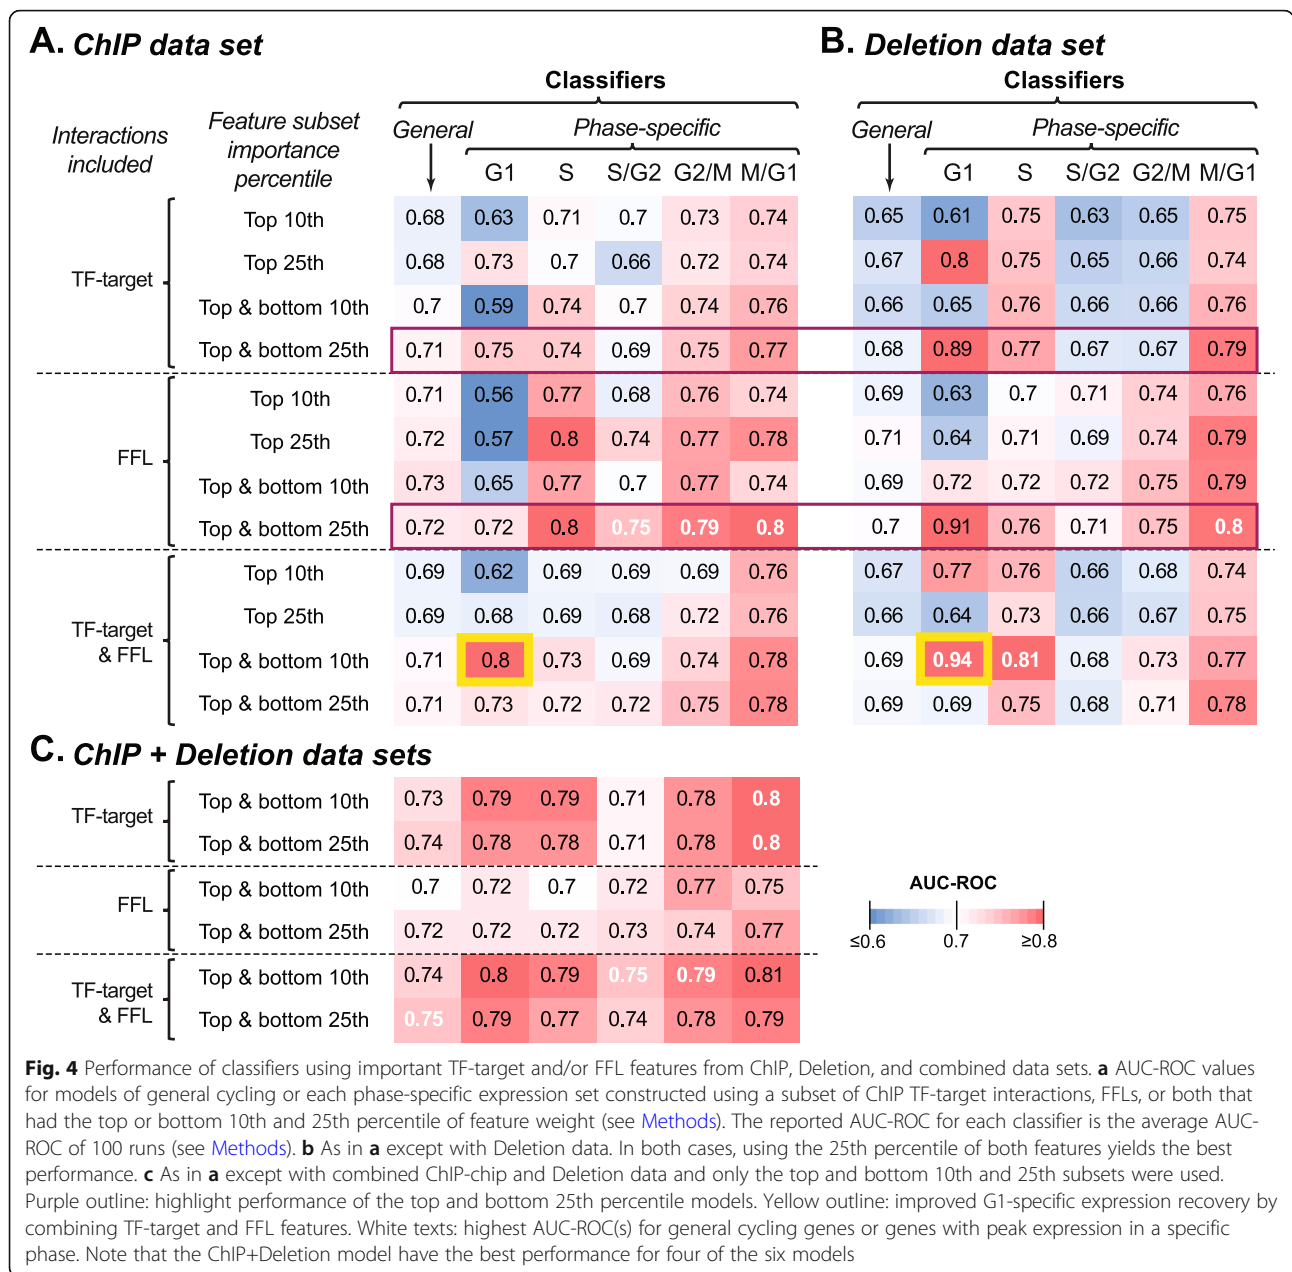 A. ChIP data set
B. Deletion data set
Classifiers
Classifiers
Interactions included
Feature subset importance percentile
General
Phase-specific
General
Phase-specific
G1 S S/G2 G2/M M/G1
G1 S S/G2 G2/M M/G1
TF-target
Top 10th 0.68 0.63 0.71 0.7 0.73 0.74 0.65 0.61 0.75 0.63 0.65 0.75
Top 25th 0.68 0.73 0.7 0.66 0.72 0.74 0.67 0.8 0.75 0.65 0.66 0.74
Top & bottom 10th 0.7 0.59 0.74 0.7 0.74 0.76 0.66 0.65 0.76 0.66 0.66 0.76
Top & bottom 25th 0.71 0.75 0.74 0.69 0.75 0.77 0.68 0.89 0.77 0.67 0.67 0.79
FFL
Top 10th 0.71 0.56 0.77 0.68 0.76 0.74 0.69 0.63 0.7 0.71 0.74 0.76
Top 25th 0.72 0.57 0.8 0.74 0.77 0.78 0.71 0.64 0.71 0.69 0.74 0.79
Top & bottom 10th 0.73 0.65 0.77 0.7 0.77 0.74 0.69 0.72 0.72 0.72 0.75 0.79
Top & bottom 25th 0.72 0.72 0.8 0.75 0.79 0.8 0.7 0.91 0.76 0.71 0.75 0.8
TF-target & FFL
Top 10th 0.69 0.62 0.69 0.69 0.69 0.76 0.67 0.77 0.76 0.66 0.68 0.74
Top 25th 0.69 0.68 0.69 0.68 0.72 0.76 0.66 0.64 0.73 0.66 0.67 0.75
Top & bottom 10th 0.71 0.8 0.73 0.69 0.74 0.78 0.69 0.94 0.81 0.68 0.73 0.77
Top & bottom 25th 0.71 0.73 0.72 0.72 0.75 0.78 0.69 0.69 0.75 0.68 0.71 0.78
C. ChIP + Deletion data sets
TF-target
Top & bottom 10th 0.73 0.79 0.79 0.71 0.78 0.8
Top & bottom 25th 0.74 0.78 0.78 0.71 0.78 0.8
FFL
Top & bottom 10th 0.7 0.72 0.7 0.72 0.77 0.75
Top & bottom 25th 0.72 0.72 0.72 0.73 0.74 0.77
TF-target & FFL
Top & bottom 10th 0.74 0.8 0.79 0.75 0.79 0.81
Top & bottom 25th 0.75 0.79 0.77 0.74 0.78 0.79
AUC-ROC
≤0.6 0.7 ≥0.8
Fig. 4 Performance of classifiers using important TF-target and/or FFL features from ChIP, Deletion, and combined data sets. a AUC-ROC values
for models of general cycling or each phase-specific expression set constructed using a subset of ChIP TF-target interactions, FFLs, or both that
had the top or bottom 10th and 25th percentile of feature weight (see Methods). The reported AUC-ROC for each classifier is the average AUC-
ROC of 100 runs (see Methods). b As in a except with Deletion data. In both cases, using the 25th percentile of both features yields the best
performance. c As in a except with combined ChIP-chip and Deletion data and only the top and bottom 10th and 25th subsets were used.
Purple outline: highlight performance of the top and bottom 25th percentile models. Yellow outline: improved G1-specific expression recovery by
combining TF-target and FFL features. White texts: highest AUC-ROC(s) for general cycling genes or genes with peak expression in a specific
phase. Note that the ChIP+Deletion model have the best performance for four of the six models